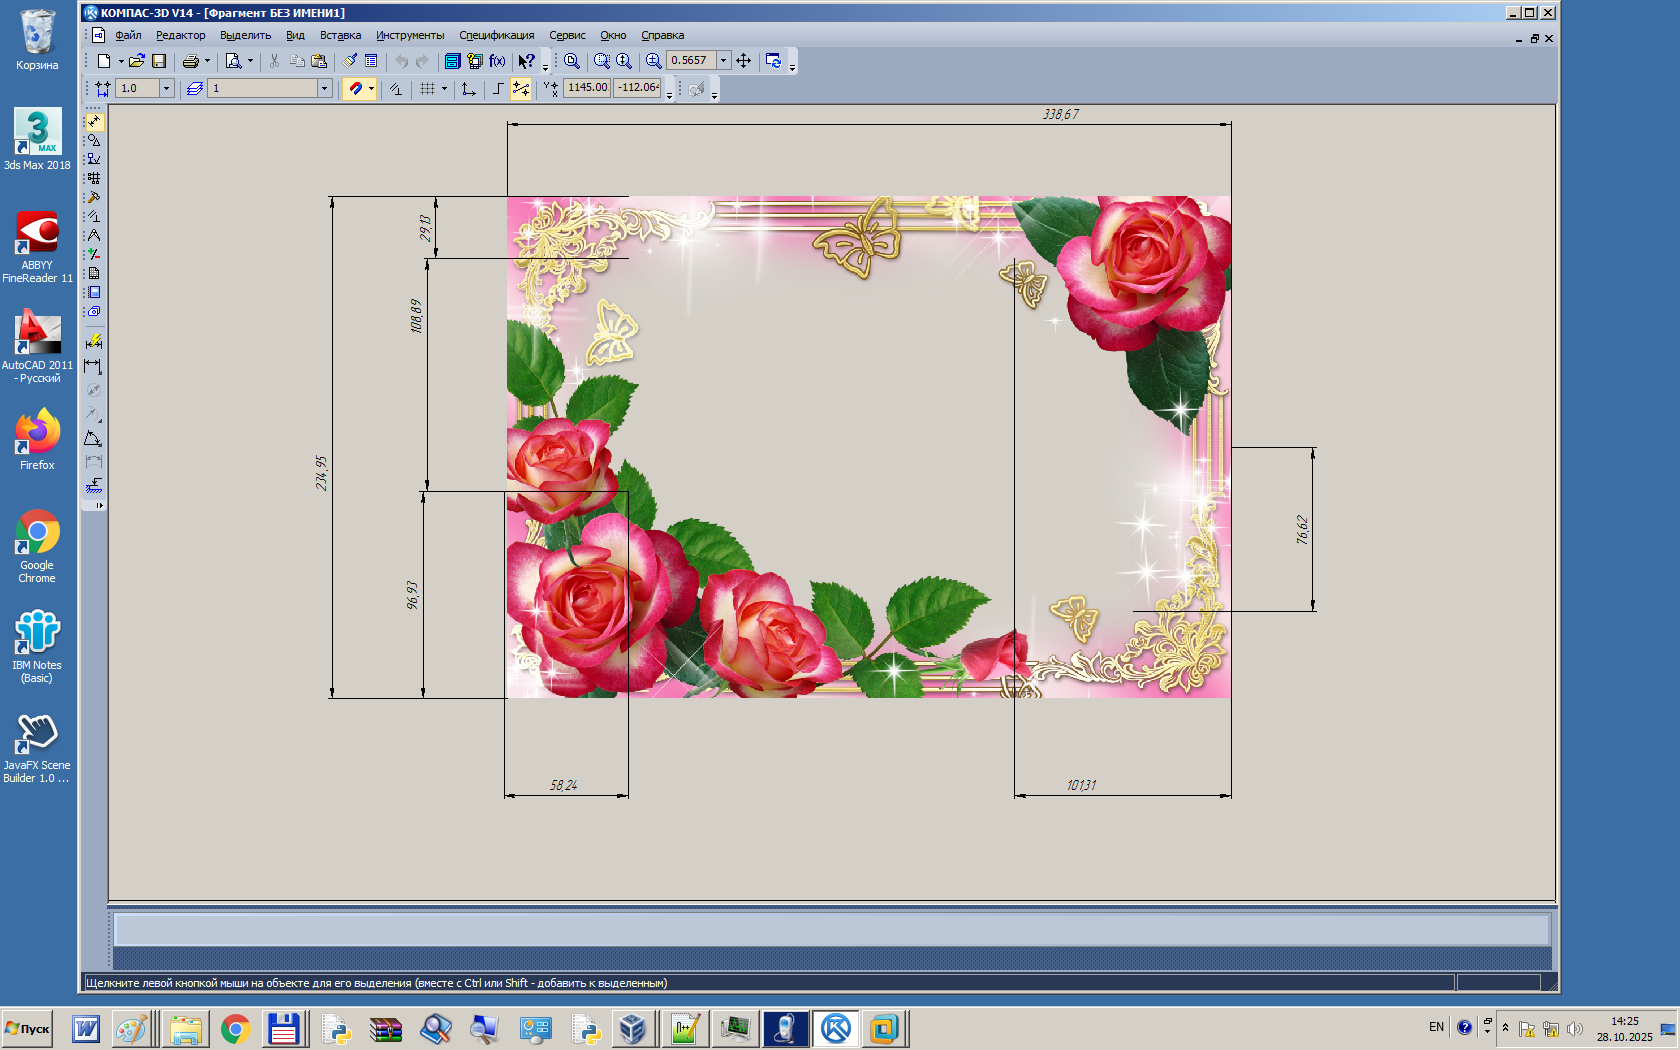 КОМПАС-3D V14 - [Фрагмент БЕЗ ИМЕНИ1]
Файл Редактор Выделить Вид Вставка Инструменты Спецификация Сервис Окно Справка
0.5657
1.0
1
1145.00
-112.064
f(x)
Корзина
3ds Max 2018
ABBYY
FineReader 11
AutoCAD 2011
- Русский
Firefox
Google
Chrome
IBM Notes
(Basic)
JavaFX Scene
Builder 1.0 ...
338,67
29,13
108,89
234,95
96,93
76,62
58,24
101,31
Щелкните левой кнопкой мыши на объекте для его выделения (вместе с Ctrl или Shift - добавить к выделенным)
Пуск
EN
14:25
28.10.2025